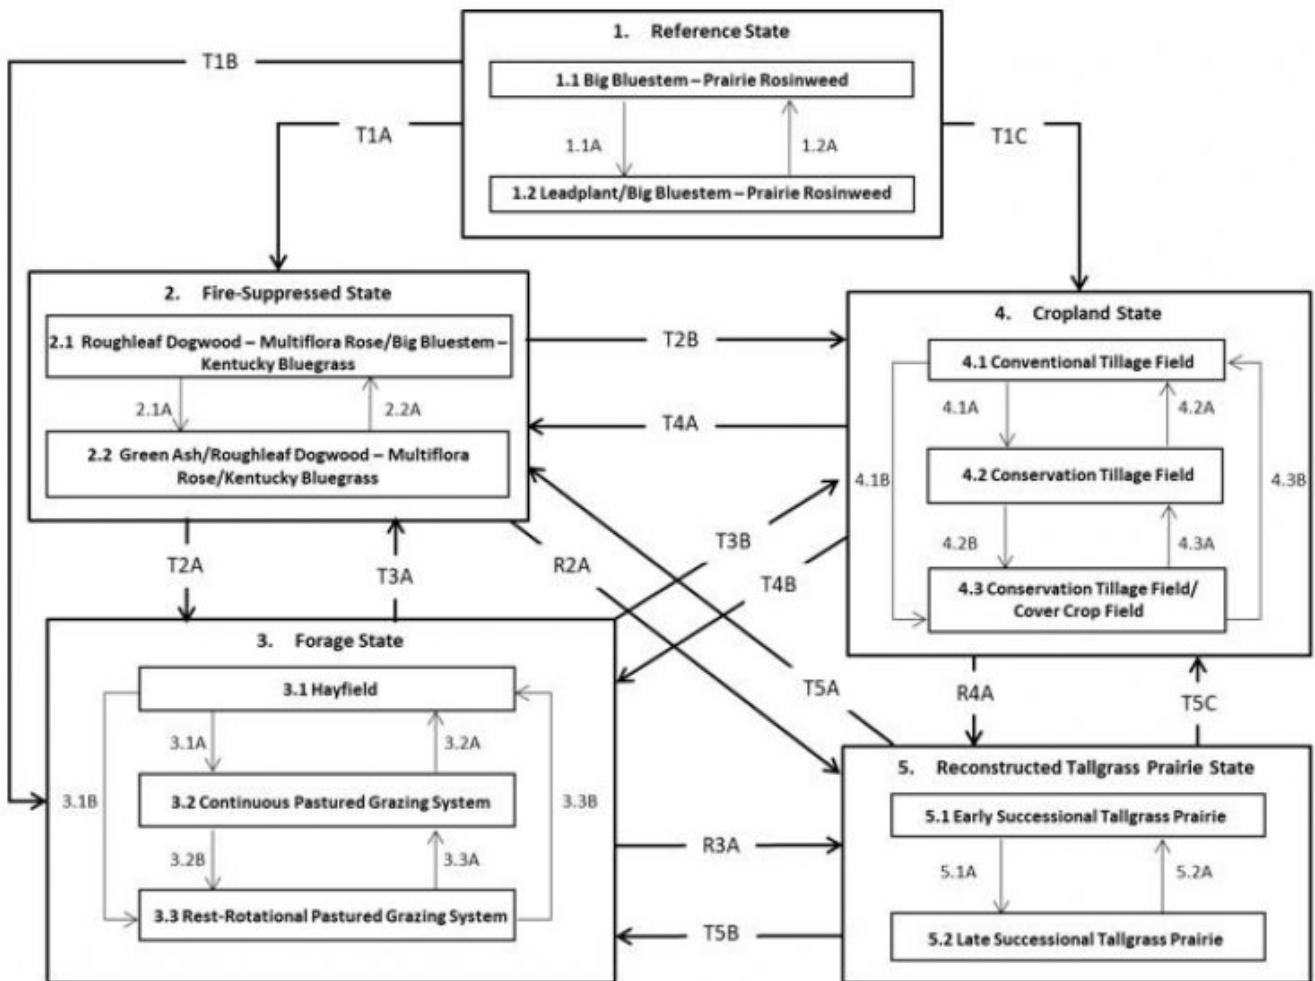 1. Reference State
T1B
1.1 Big Bluestem – Prairie Rosinweed
T1A
1.1A
1.2A
T1C
1.2 Leadplant/Big Bluestem – Prairie Rosinweed
2. Fire-Suppressed State
2.1 Roughleaf Dogwood – Multiflora Rose/Big Bluestem –
Kentucky Bluegrass
2.1A
2.2A
2.2 Green Ash/Roughleaf Dogwood – Multiflora
Rose/Kentucky Bluegrass
T2B
T4A
4. Cropland State
4.1 Conventional Tillage Field
4.1A
4.2A
4.2 Conservation Tillage Field
4.1B
4.3B
4.2B
4.3A
4.3 Conservation Tillage Field/
Cover Crop Field
T2A
T3A
R2A
T3B
T4B
T5A
R4A
T5C
3. Forage State
3.1 Hayfield
3.1A
3.2A
3.2 Continuous Pastured Grazing System
3.1B
3.3B
3.2B
3.3A
3.3 Rest-Rotational Pastured Grazing System
R3A
T5B
5. Reconstructed Tallgrass Prairie State
5.1 Early Successional Tallgrass Prairie
5.1A
5.2A
5.2 Late Successional Tallgrass Prairie